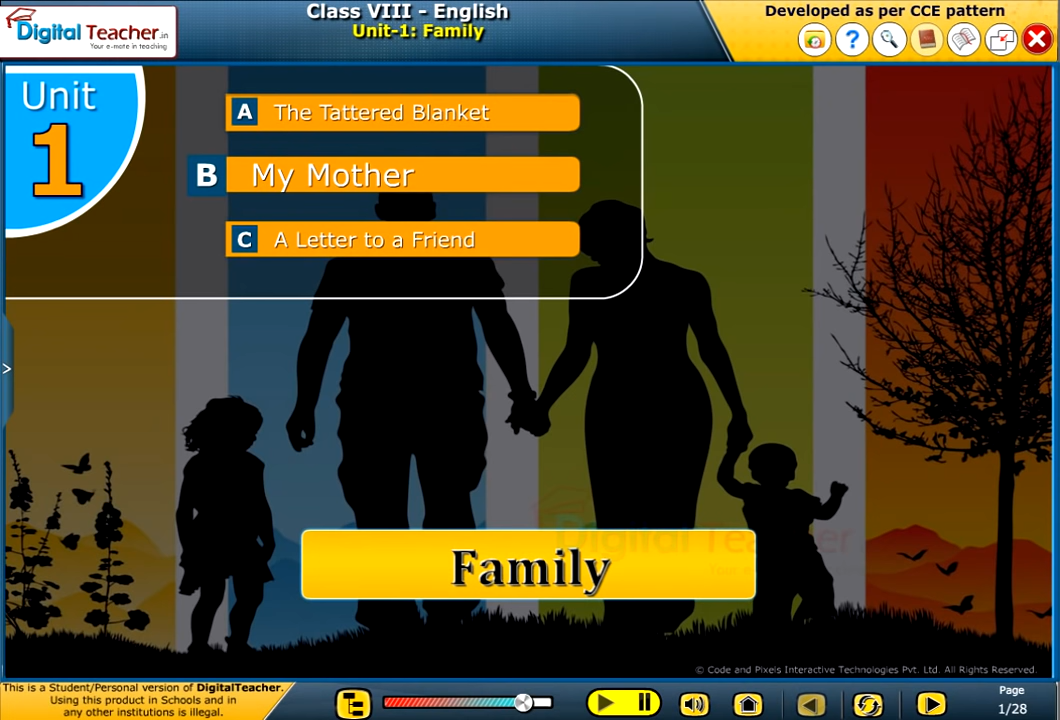 Digital Teacher.in
Your e-mate in teaching
Class VIII - English
Unit-1: Family
Developed as per CCE pattern
?
Unit
1
A The Tattered Blanket
B My Mother
C A Letter to a Friend
>
Family
© Code and Pixels Interactive Technologies Pvt. Ltd. All Rights Reserved.
This is a Student/Personal version of DigitalTeacher.
Using this product in Schools and in
any other institutions is illegal.
Page
1/28